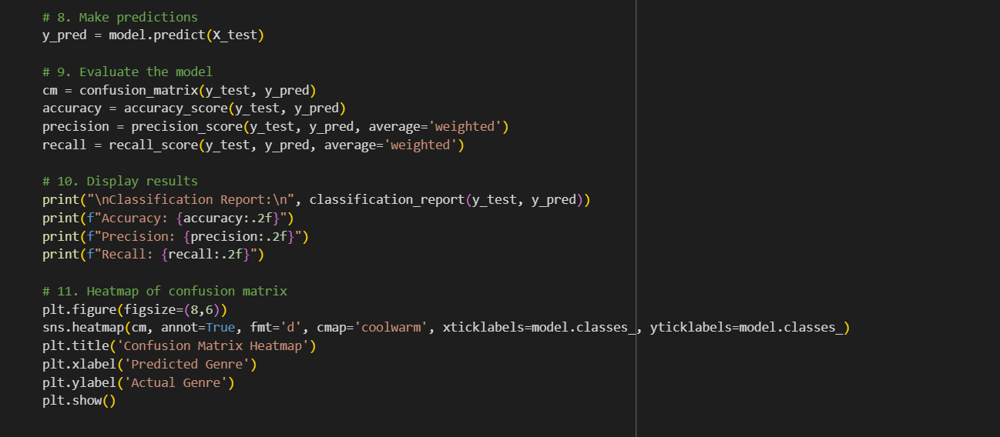 # 8. Make predictions
y_pred = model.predict(X_test)
# 9. Evaluate the model
cm = confusion_matrix(y_test, y_pred)
accuracy = accuracy_score(y_test, y_pred)
precision = precision_score(y_test, y_pred, average='weighted')
recall = recall_score(y_test, y_pred, average='weighted')
# 10. Display results
print("\nClassification Report:\n", classification_report(y_test, y_pred))
print(f"Accuracy: {accuracy:.2f}")
print(f"Precision: {precision:.2f}")
print(f"Recall: {recall:.2f}")
# 11. Heatmap of confusion matrix
plt.figure(figsize=(8,6))
sns.heatmap(cm, annot=True, fmt='d', cmap='coolwarm', xticklabels=model.classes_, yticklabels=model.classes_)
plt.title('Confusion Matrix Heatmap')
plt.xlabel('Predicted Genre')
plt.ylabel('Actual Genre')
plt.show()